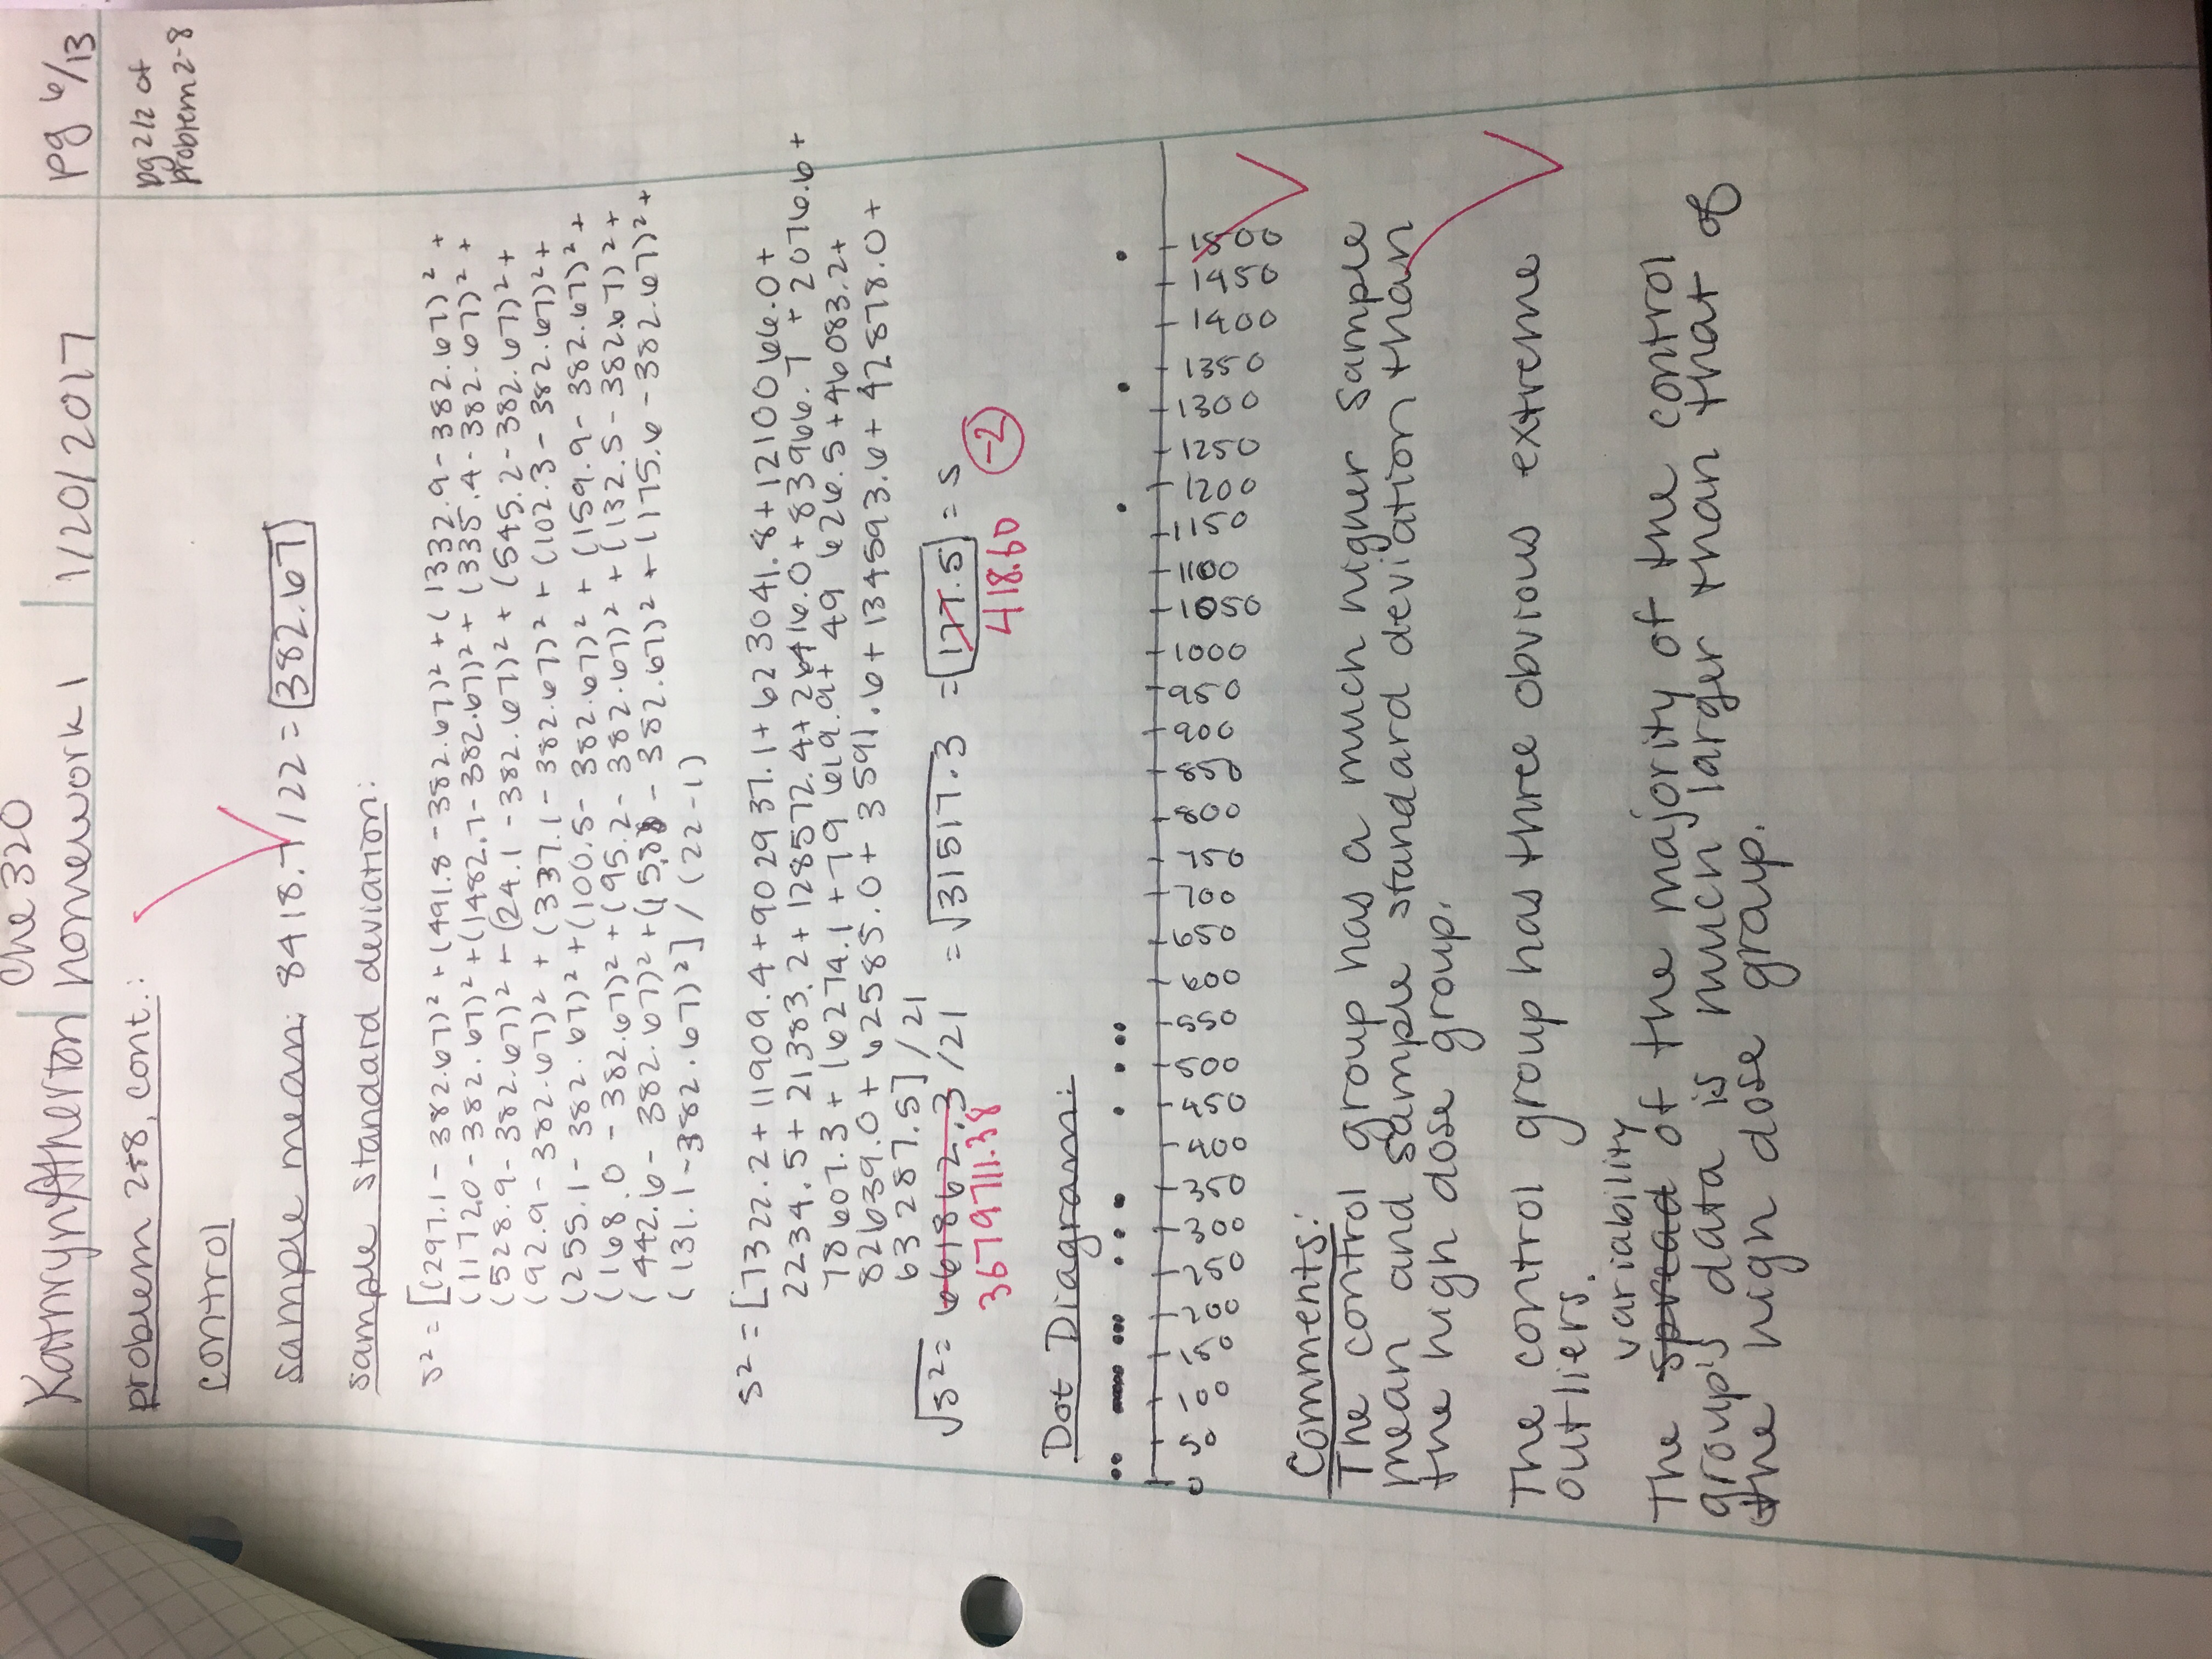 Kathryn Atherton
Che 320
homework 1
1/20/2017
pg 6/13
pg 2/2 of
problem 2-8
problem 2-8, cont.:
control
sample mean: 8418.7/22 = 382.67
sample standard deviation:
s² = [(297.1 - 382.67)² + (491.8 - 382.67)² + (1332.9 - 382.67)² +
(1172.0 - 382.67)² + (1482.7 - 382.67)² + (335.4 - 382.67)² +
(528.9 - 382.67)² + (24.1 - 382.67)² + (545.2 - 382.67)² +
(92.9 - 382.67)² + (337.1 - 382.67)² + (102.3 - 382.67)² +
(255.1 - 382.67)² + (100.5 - 382.67)² + (159.9 - 382.67)² +
(168.0 - 382.67)² + (95.2 - 382.67)² + (132.5 - 382.67)² +
(442.6 - 382.67)² + (15.8 - 382.67)² + (175.6 - 382.67)² +
(131.1 - 382.67)²] / (22-1)
s² = [7322.2 + 11909.4 + 902937.1 + 623041.8 + 1210066.0 +
2234.5 + 21383.2 + 128572.4 + 26416.0 + 83966.7 + 2076.6 +
78607.3 + 16274.1 + 79619.9 + 49626.5 + 46083.2 +
82639.0 + 62585.0 + 3591.6 + 134593.6 + 42878.0 +
63287.5] / 21
√s² = 661862.3 /21 = √31517.3 = 177.5 = s
3679711.38 418.60 -2
Dot Diagram:
0 50 100 150 200 250 300 350 400 450 500 550 600 650 700 750 800 850 900 950 1000 1050 1100 1150 1200 1250 1300 1350 1400 1450 1500
Comments:
The control group has a much higher sample
mean and sample standard deviation than
the high dose group.
The control group has three obvious extreme
outliers.
variability
The spread of the majority of the control
group's data is much larger than that of
the high dose group.